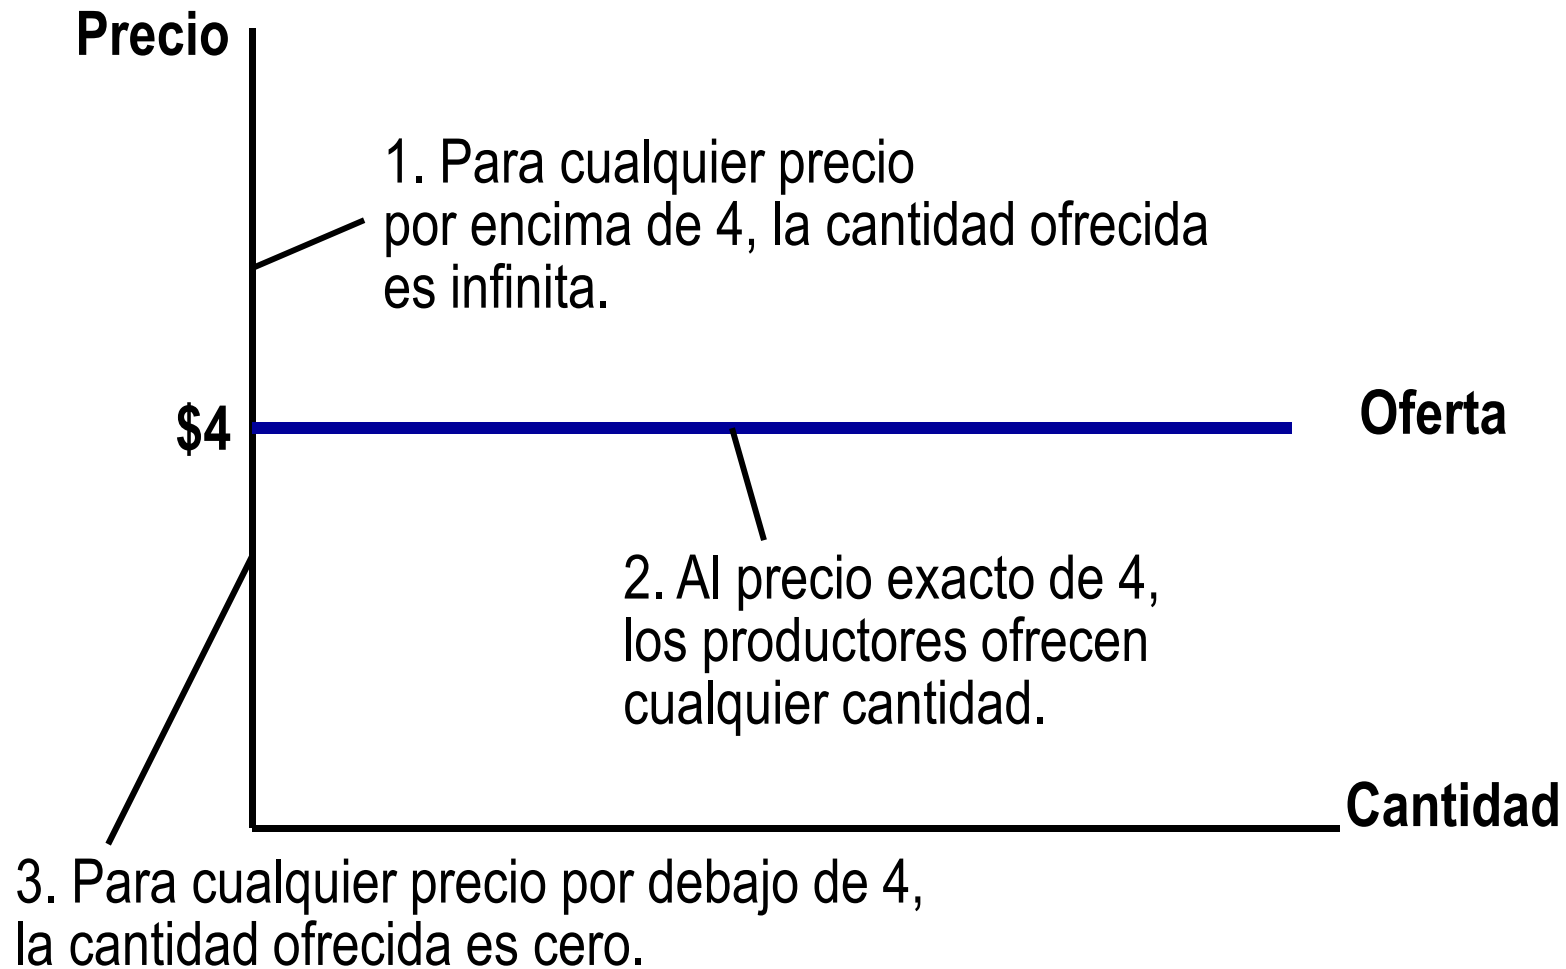 Precio
1. Para cualquier precio
por encima de 4, la cantidad ofrecida
es infinita.
$4
Oferta
2. Al precio exacto de 4,
los productores ofrecen
cualquier cantidad.
Cantidad
3. Para cualquier precio por debajo de 4,
la cantidad ofrecida es cero.